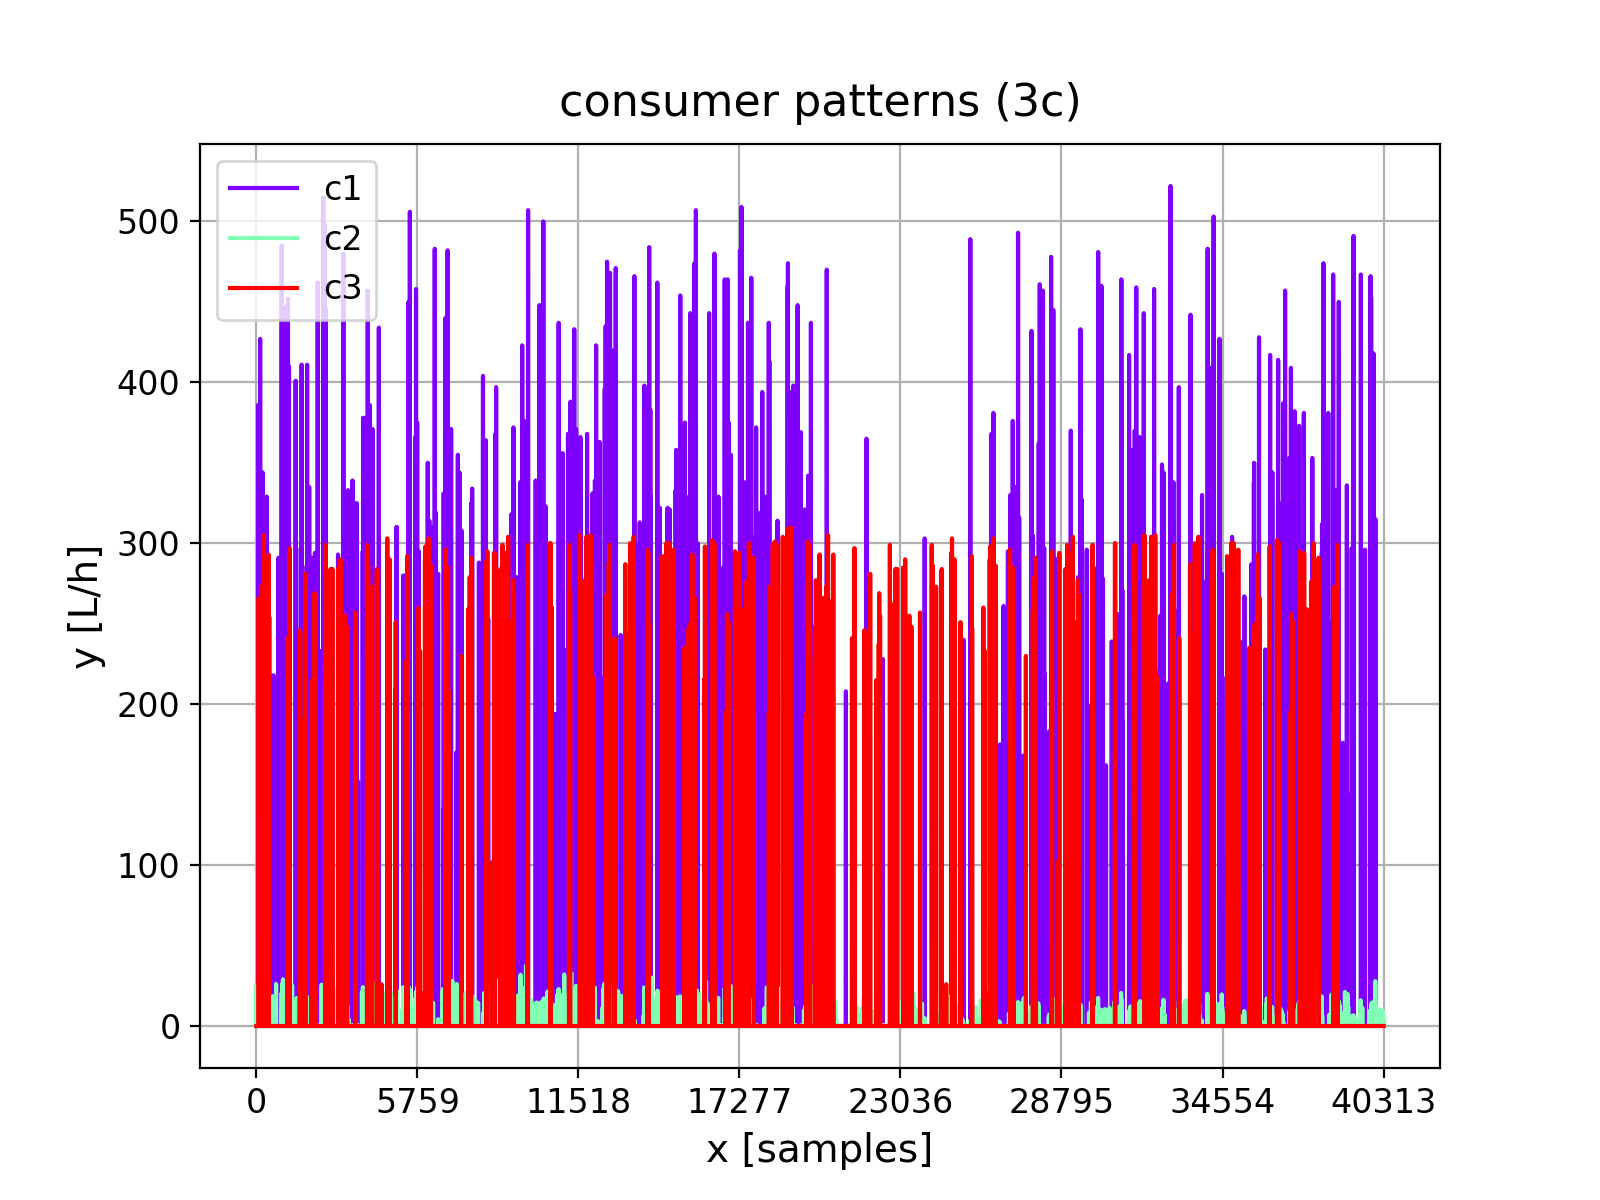 consumer patterns (3c)
c1
c2
c3
500
400
300
200
100
0
y [L/h]
0 5759 11518 17277 23036 28795 34554 40313
x [samples]